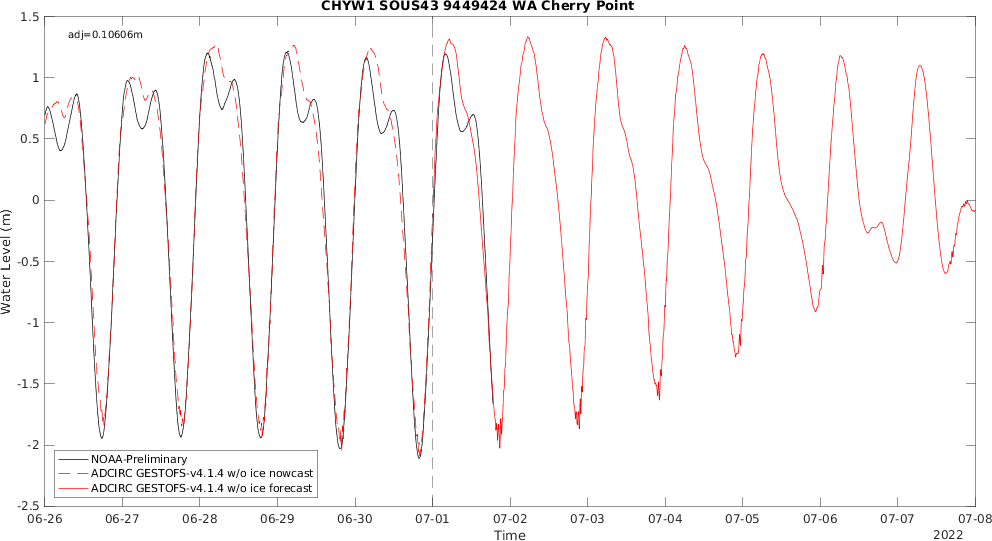 CHYW1 SOUS43 9449424 WA Cherry Point
adj=0.10606m
1.5
1
0.5
0
-0.5
-1
-1.5
-2
-2.5
Water Level (m)
NOAA-Preliminary
ADCIRC GESTOFS-v4.1.4 w/o ice nowcast
ADCIRC GESTOFS-v4.1.4 w/o ice forecast
06-26 06-27 06-28 06-29 06-30 07-01 07-02 07-03 07-04 07-05 07-06 07-07 07-08
Time
2022